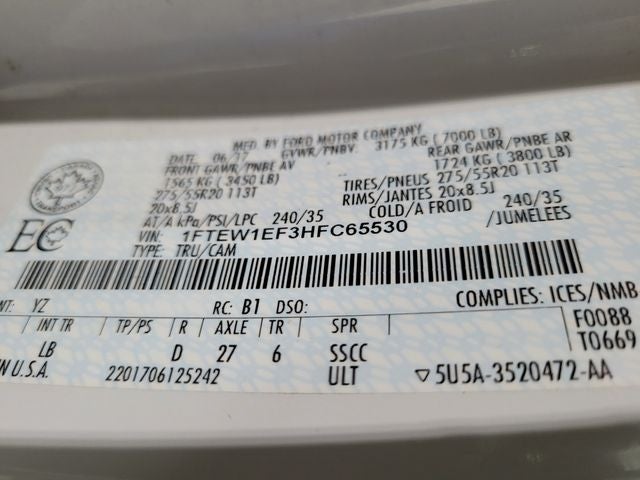 MFD. BY FORD MOTOR COMPANY
DATE: 06/17 GVWR/PNBV: 3175 KG ( 7000 LB)
FRONT GAWR/PNBE AV REAR GAWR/PNBE AR
1565 KG ( 3450 LB) 1724 KG ( 3800 LB)
275/55R20 113T TIRES/PNEUS 275/55R20 113T
20x8.5J RIMS/JANTES 20x8.5J
AT/A kPa/PSI/LPC 240/35 COLD/A FROID 240/35
VIN: 1FTEW1EF3HFC65530 /JUMELEES
TYPE: TRU/CAM
EC
NT: YZ RC: B1 DSO: COMPLIES: ICES/NMB
INT TR TP/PS R AXLE TR SPR F0088
LB D 27 6 SSCC T0669
N U.S.A. 2201706125242 ULT ▽5U5A-3520472-AA